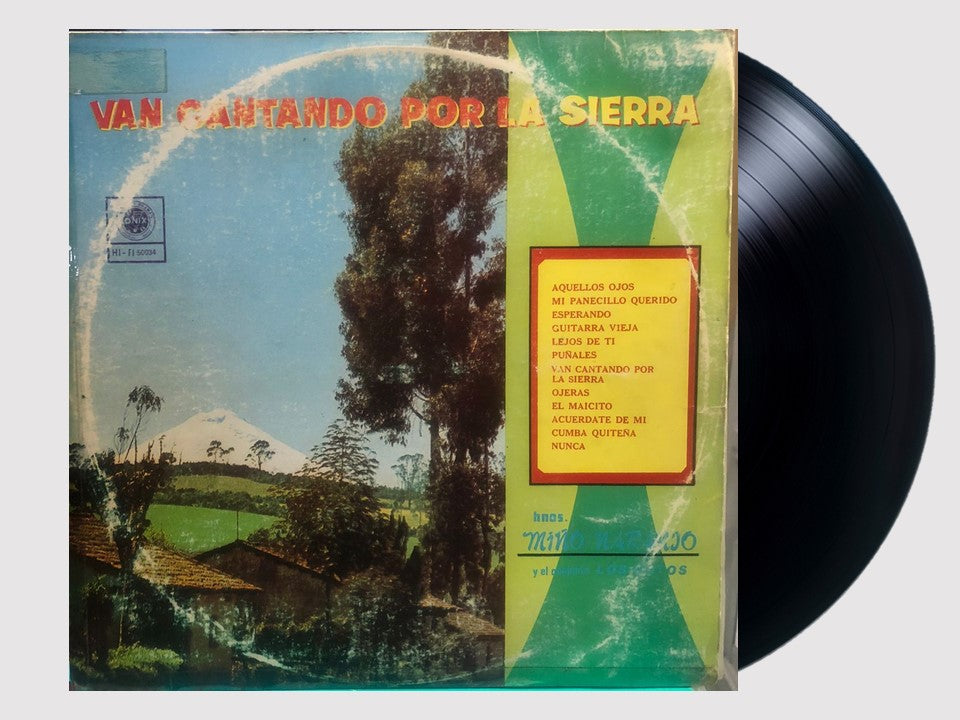 VAN CANTANDO POR LA SIERRA
ONIX
HI-FI 50034
AQUELLOS OJOS
MI PANECILLO QUERIDO
ESPERANDO
GUITARRA VIEJA
LEJOS DE TI
PUÑALES
VAN CANTANDO POR
LA SIERRA
OJERAS
EL MAICITO
ACUERDATE DE MI
CUMBA QUITEÑA
NUNCA
hnos.
MIÑO NARANJO
y el LOS